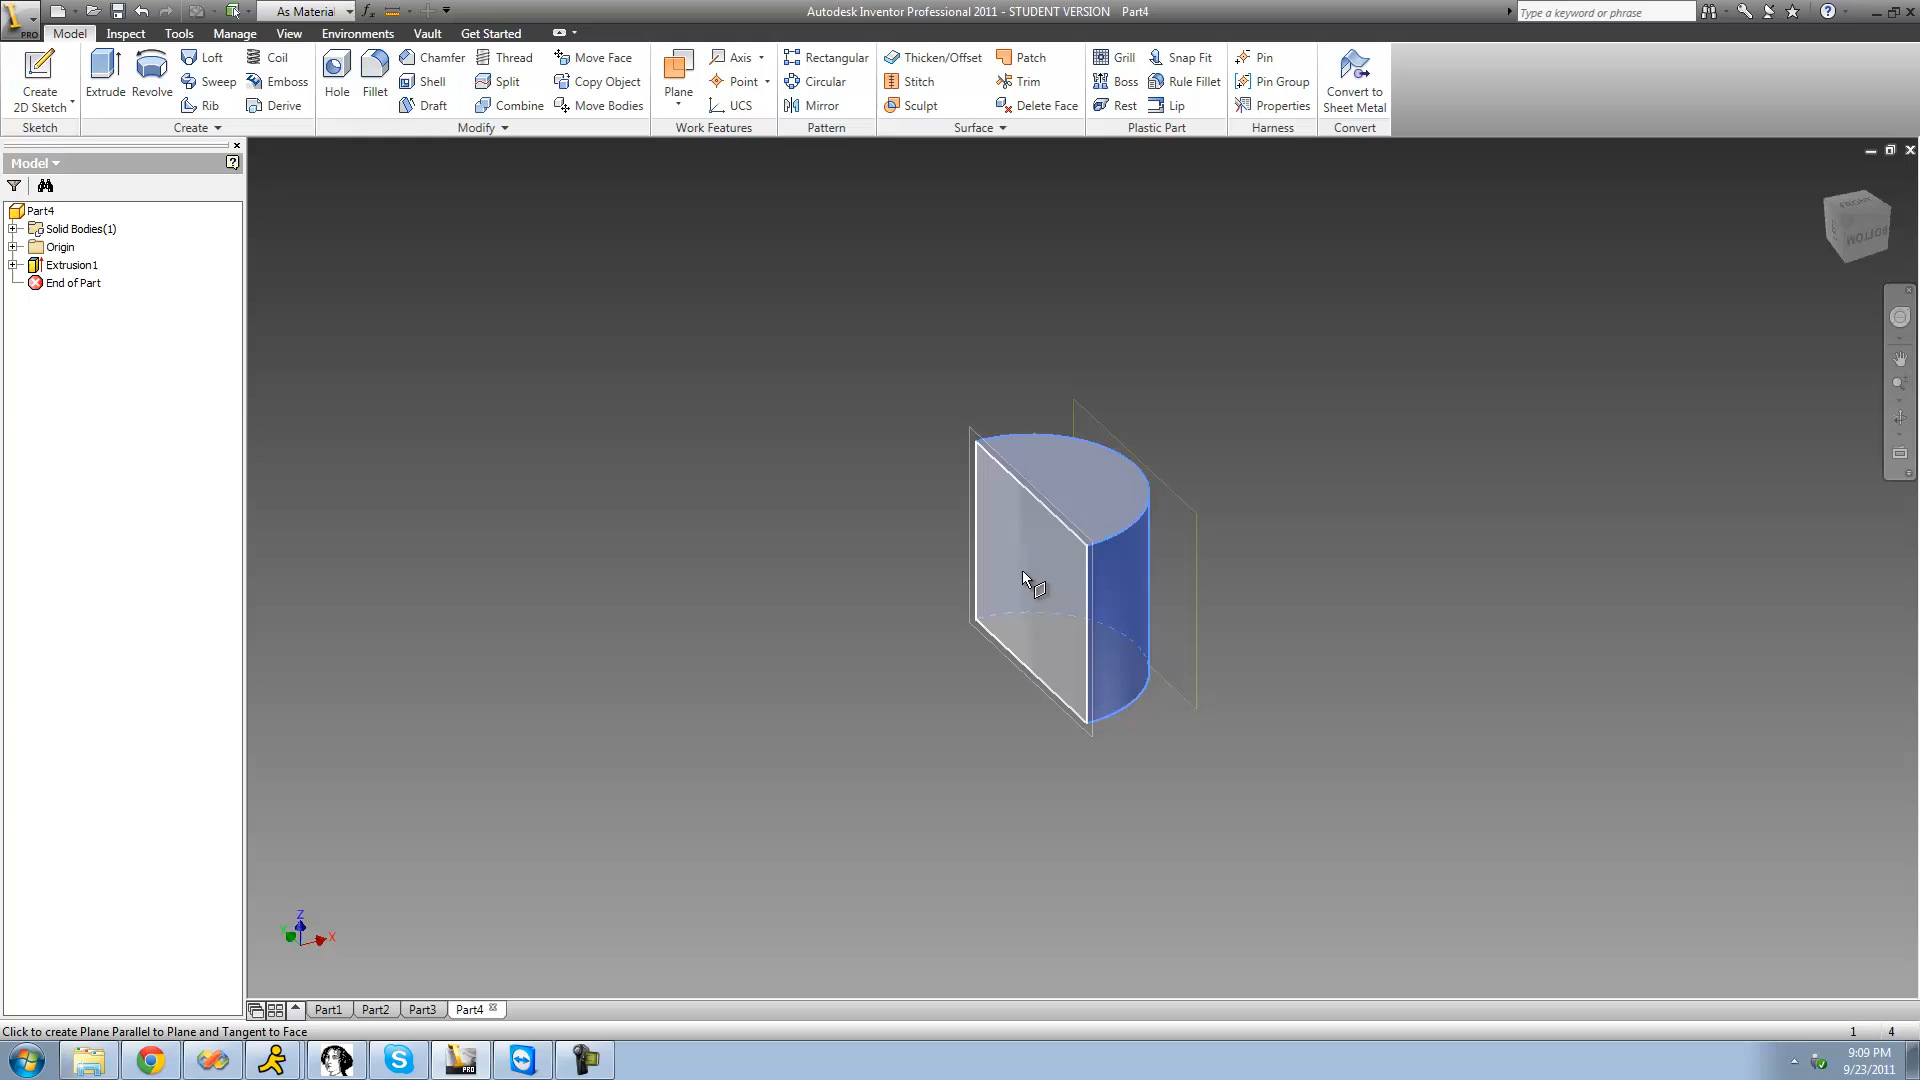 As Material
Autodesk Inventor Professional 2011 - STUDENT VERSION Part4
Type a keyword or phrase
PRO
Model Inspect Tools Manage View Environments Vault Get Started
Create 2D Sketch
Extrude
Revolve
Loft
Sweep
Rib
Coil
Emboss
Derive
Hole
Fillet
Chamfer
Shell
Draft
Thread
Split
Combine
Move Face
Copy Object
Move Bodies
Plane
Axis
Point
UCS
Rectangular
Circular
Mirror
Thicken/Offset
Stitch
Sculpt
Patch
Trim
Delete Face
Grill
Boss
Rest
Snap Fit
Rule Fillet
Lip
Pin
Pin Group
Properties
Convert to Sheet Metal
Sketch Create Modify Work Features Pattern Surface Plastic Part Harness Convert
Model
Part4
Solid Bodies(1)
Origin
Extrusion1
End of Part
FRONT
BOTTOM
Z
Y
X
Part1 Part2 Part3 Part4
Click to create Plane Parallel to Plane and Tangent to Face
1 4
PRO
9:09 PM
9/23/2011